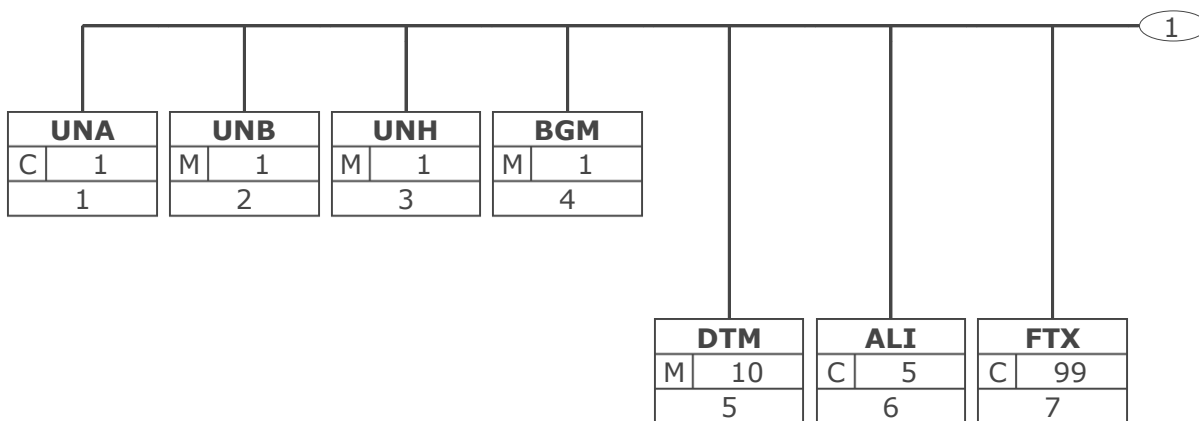 1
UNA UNB UNH BGM
C 1 M 1 M 1 M 1
1 2 3 4
DTM ALI FTX
M 10 C 5 C 99
5 6 7